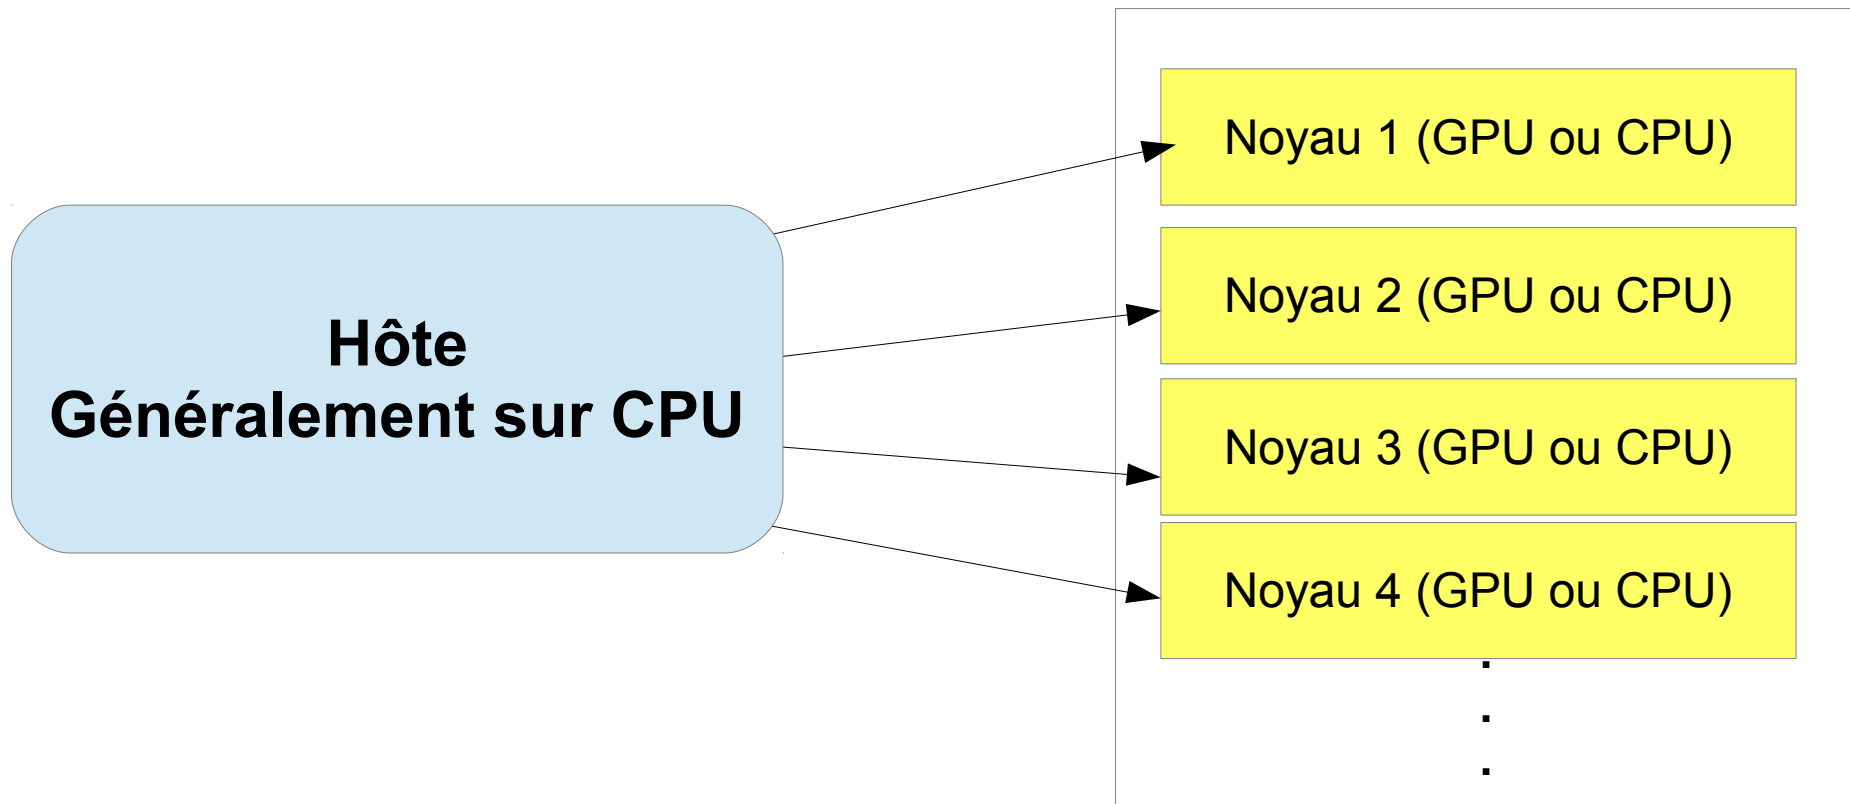 Hôte
Généralement sur CPU
Noyau 1 (GPU ou CPU)
Noyau 2 (GPU ou CPU)
Noyau 3 (GPU ou CPU)
Noyau 4 (GPU ou CPU)
.
.
.